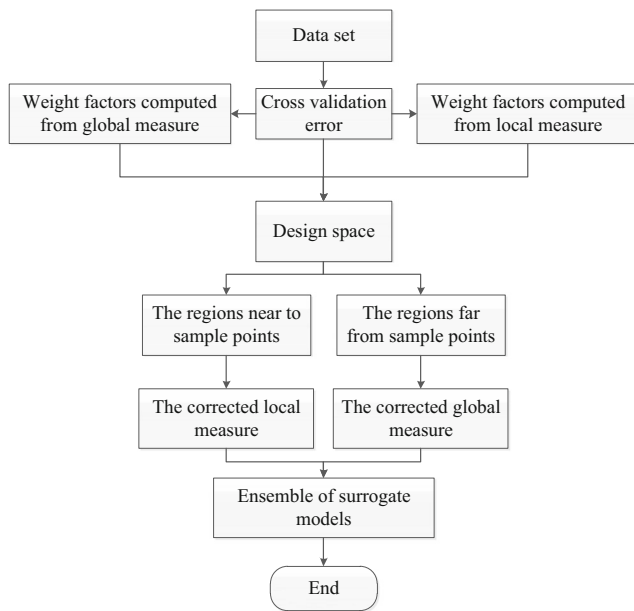 Data set
Weight factors computed
from global measure
Cross validation
error
Weight factors computed
from local measure
Design space
The regions near to
sample points
The regions far
from sample points
The corrected local
measure
The corrected global
measure
Ensemble of surrogate
models
End